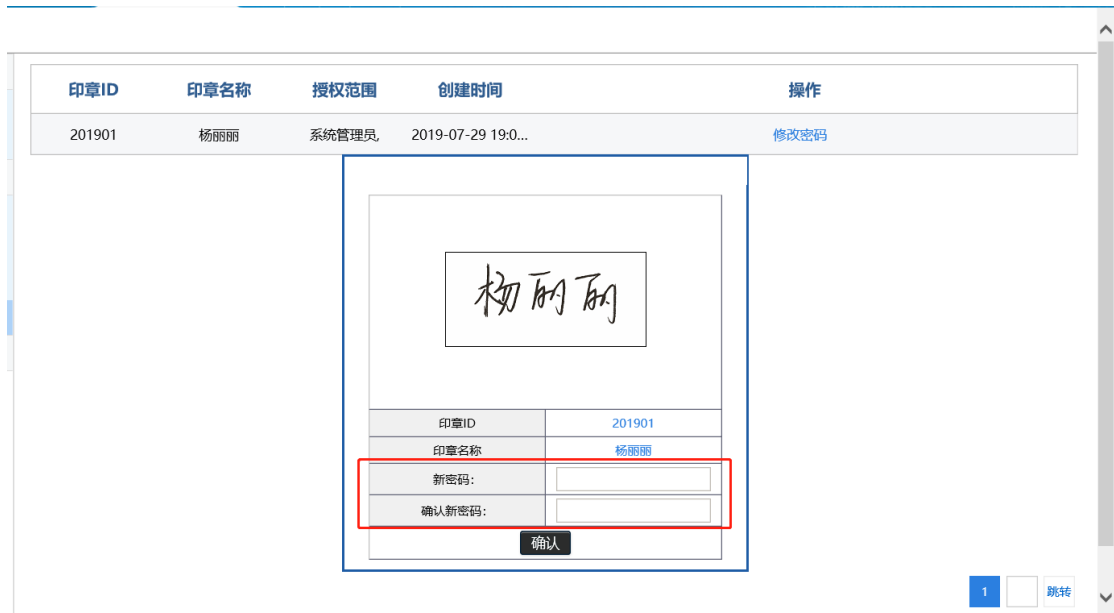 印章ID 印章名称 授权范围 创建时间 操作
201901 杨丽丽 系统管理员, 2019-07-29 19:0... 修改密码
杨丽丽
印章ID 201901
印章名称 杨丽丽
新密码:
确认新密码:
确认
1 跳转